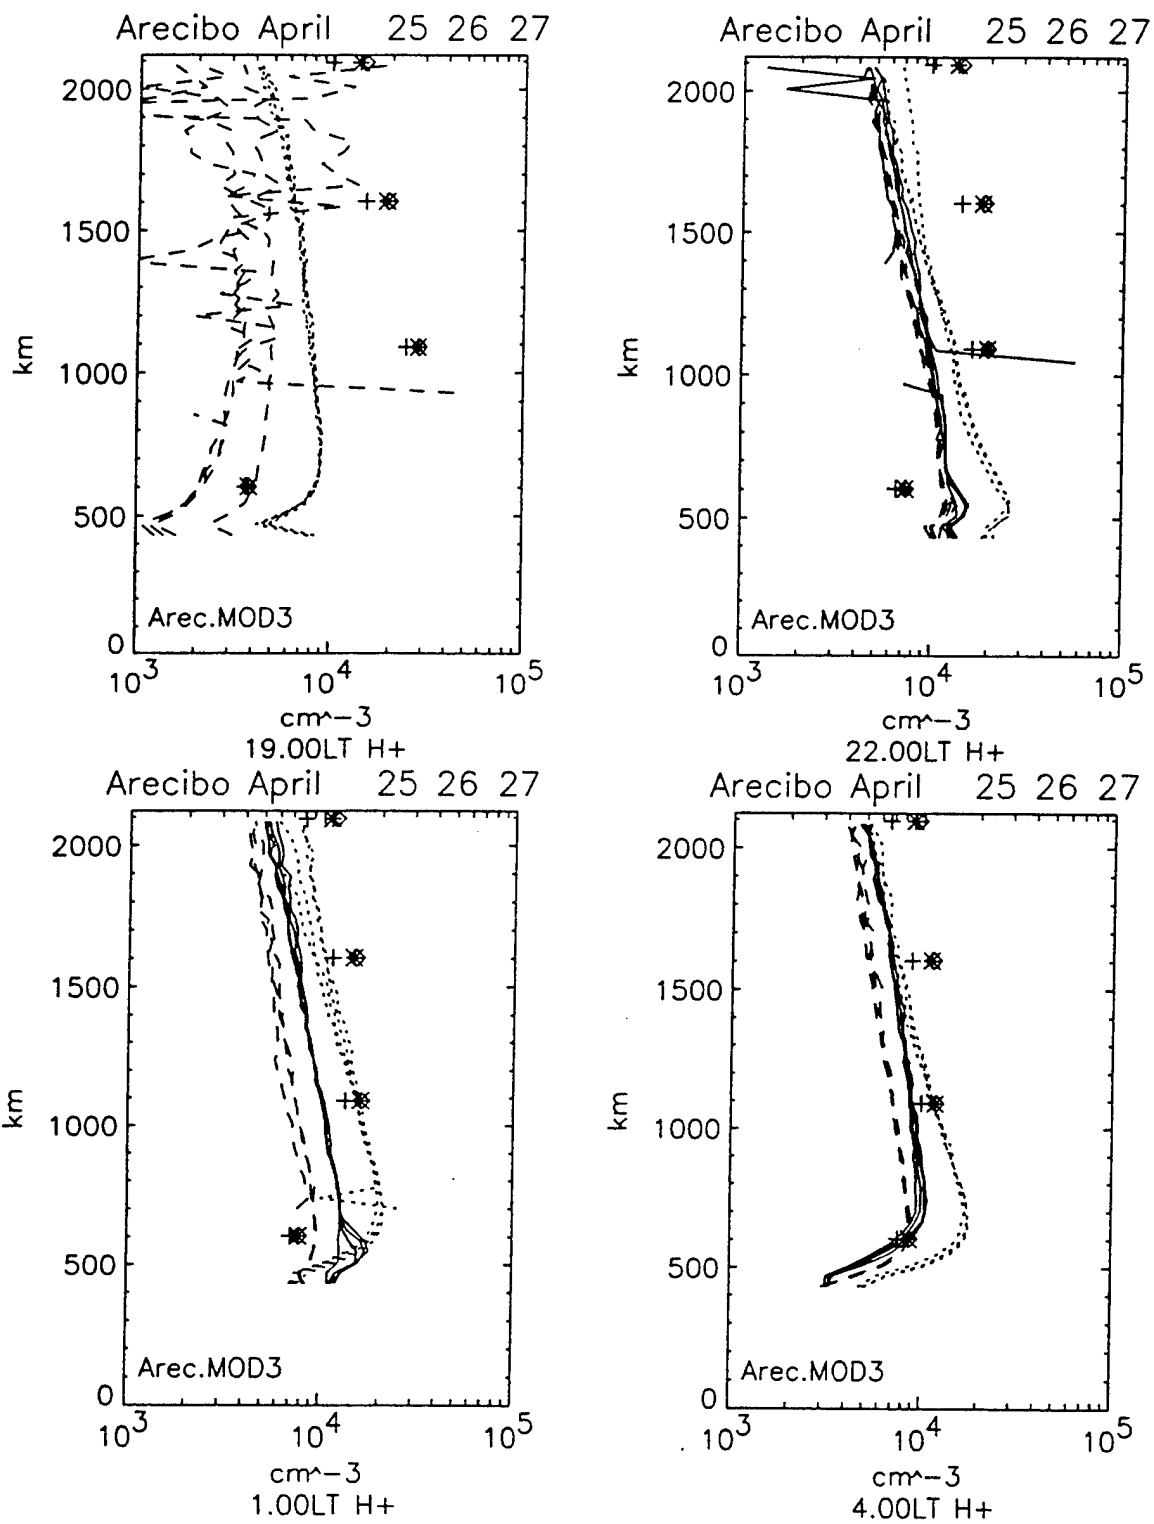 Arecibo April 25 26 27
2000
1500
1000
500
0
km
Arec.MOD3
10^3 10^4 10^5
cm^-3
19.00LT H+
Arecibo April 25 26 27
2000
1500
1000
500
0
km
Arec.MOD3
10^3 10^4 10^5
cm^-3
22.00LT H+
Arecibo April 25 26 27
2000
1500
1000
500
0
km
Arec.MOD3
10^3 10^4 10^5
cm^-3
1.00LT H+
Arecibo April 25 26 27
2000
1500
1000
500
0
km
Arec.MOD3
10^3 10^4 10^5
cm^-3
4.00LT H+